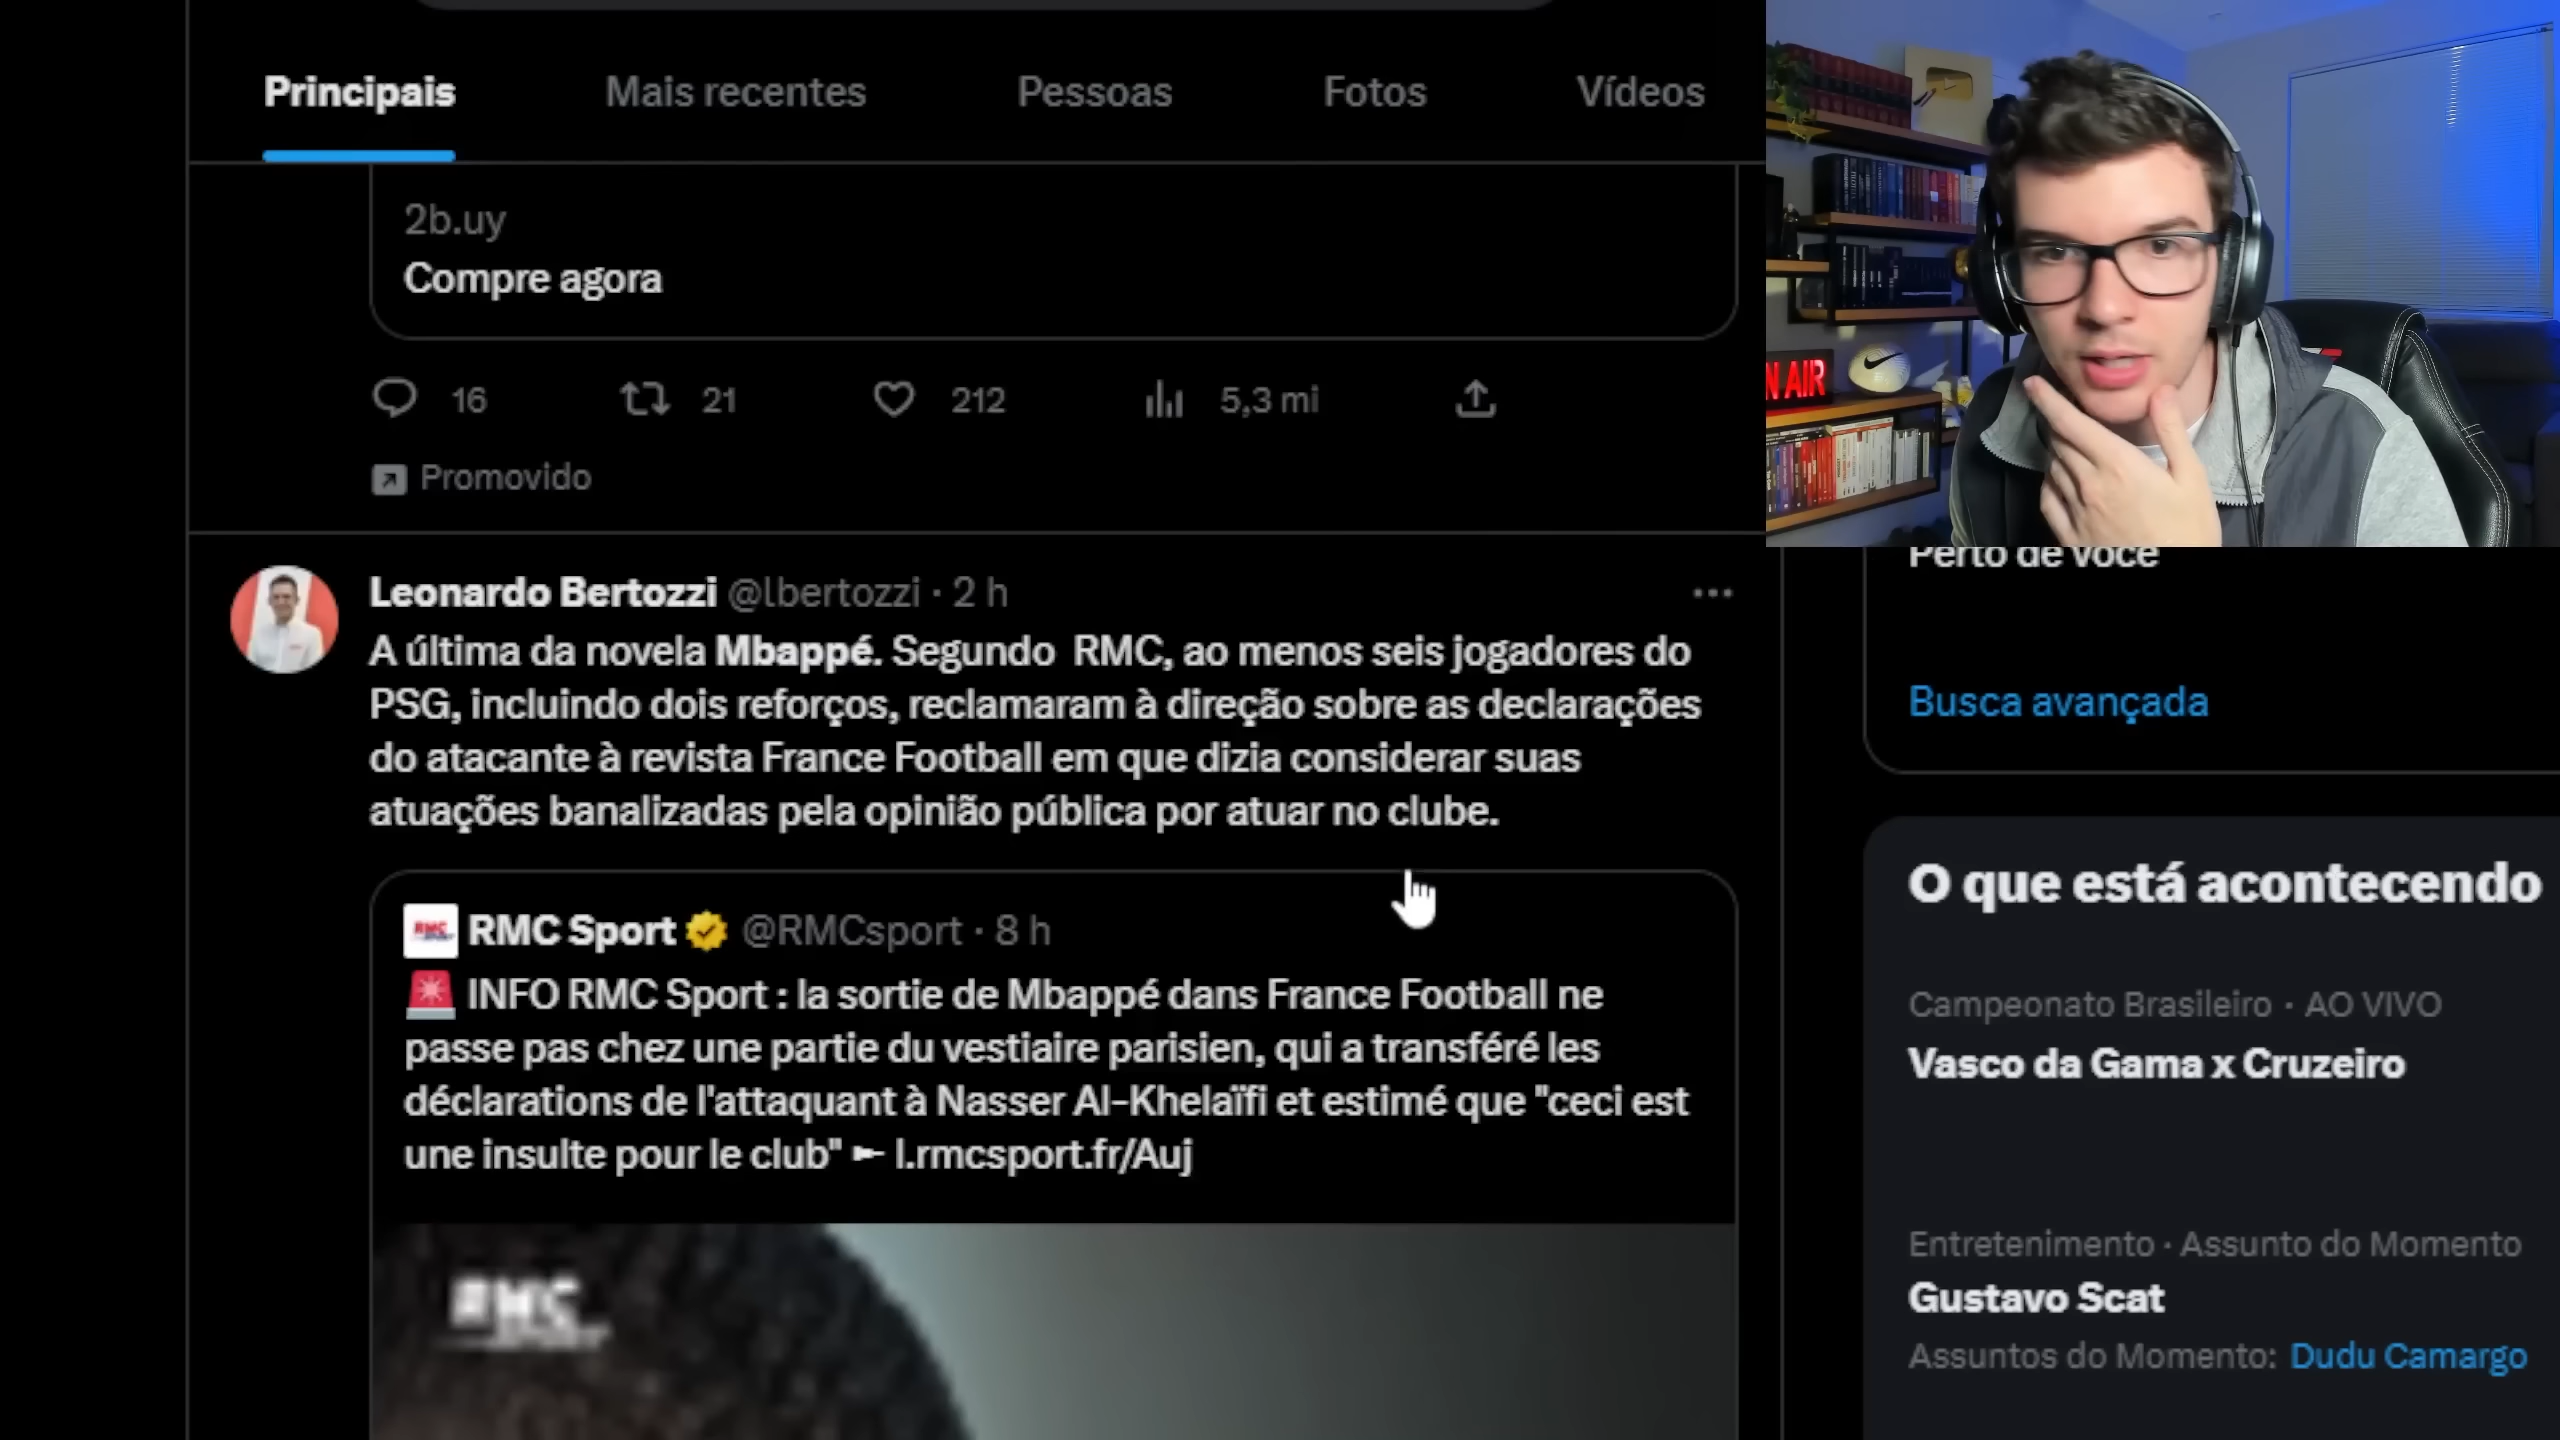 Principais
Mais recentes
Pessoas
Fotos
Vídeos
2b.uy
Compre agora
16
21
212
5,3 mi
Promovido
Leonardo Bertozzi @lbertozzi · 2 h
A última da novela Mbappé. Segundo RMC, ao menos seis jogadores do
PSG, incluindo dois reforços, reclamaram à direção sobre as declarações
do atacante à revista France Football em que dizia considerar suas
atuações banalizadas pela opinião pública por atuar no clube.
RMC Sport @RMCsport · 8 h
🚨 INFO RMC Sport : la sortie de Mbappé dans France Football ne
passe pas chez une partie du vestiaire parisien, qui a transféré les
déclarations de l'attaquant à Nasser Al-Khelaïfi et estimé que "ceci est
une insulte pour le club" ► l.rmcsport.fr/Auj
RMC
SPORT
N AIR
Perto de você
Busca avançada
O que está acontecendo
Campeonato Brasileiro · AO VIVO
Vasco da Gama x Cruzeiro
Entretenimento · Assunto do Momento
Gustavo Scat
Assuntos do Momento: Dudu Camargo